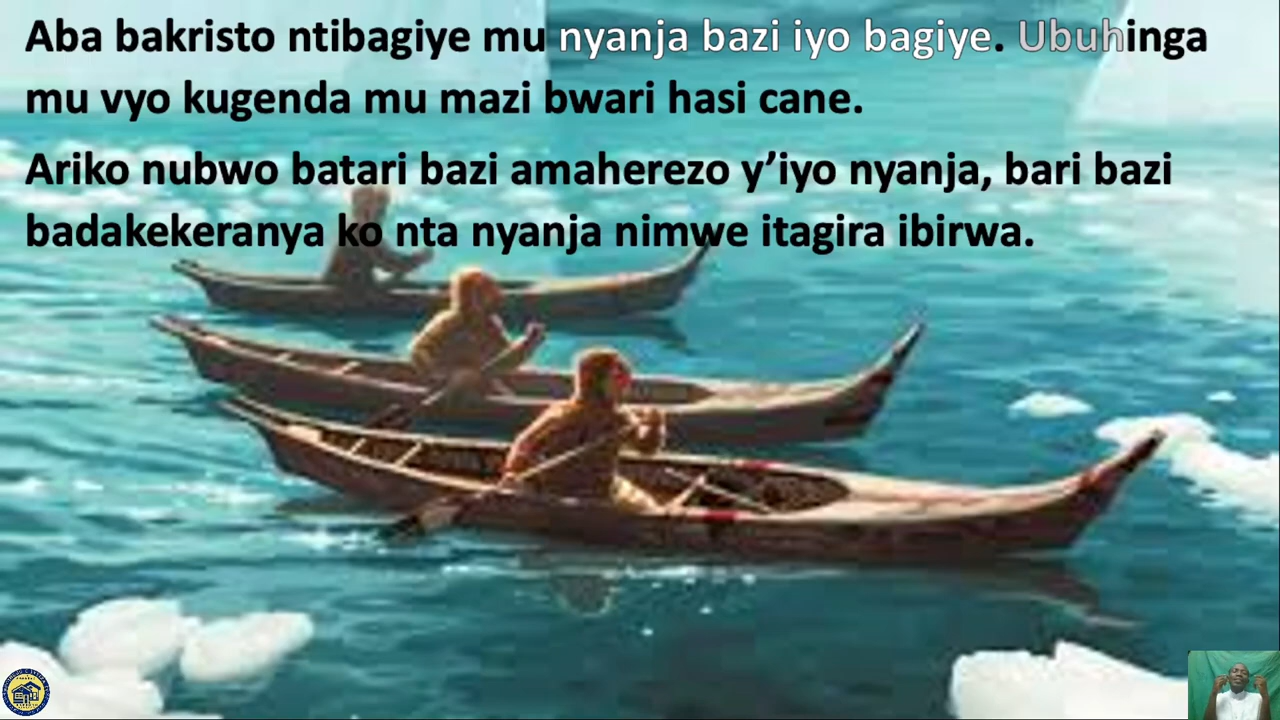 Aba bakristo ntibagiye mu nyanja bazi iyo bagiye. Ubuhinga
mu vyo kugenda mu mazi bwari hasi cane.
Ariko nubwo batari bazi amaherezo y’iyo nyanja, bari bazi
badakekeranya ko nta nyanja nimwe itagira ibirwa.